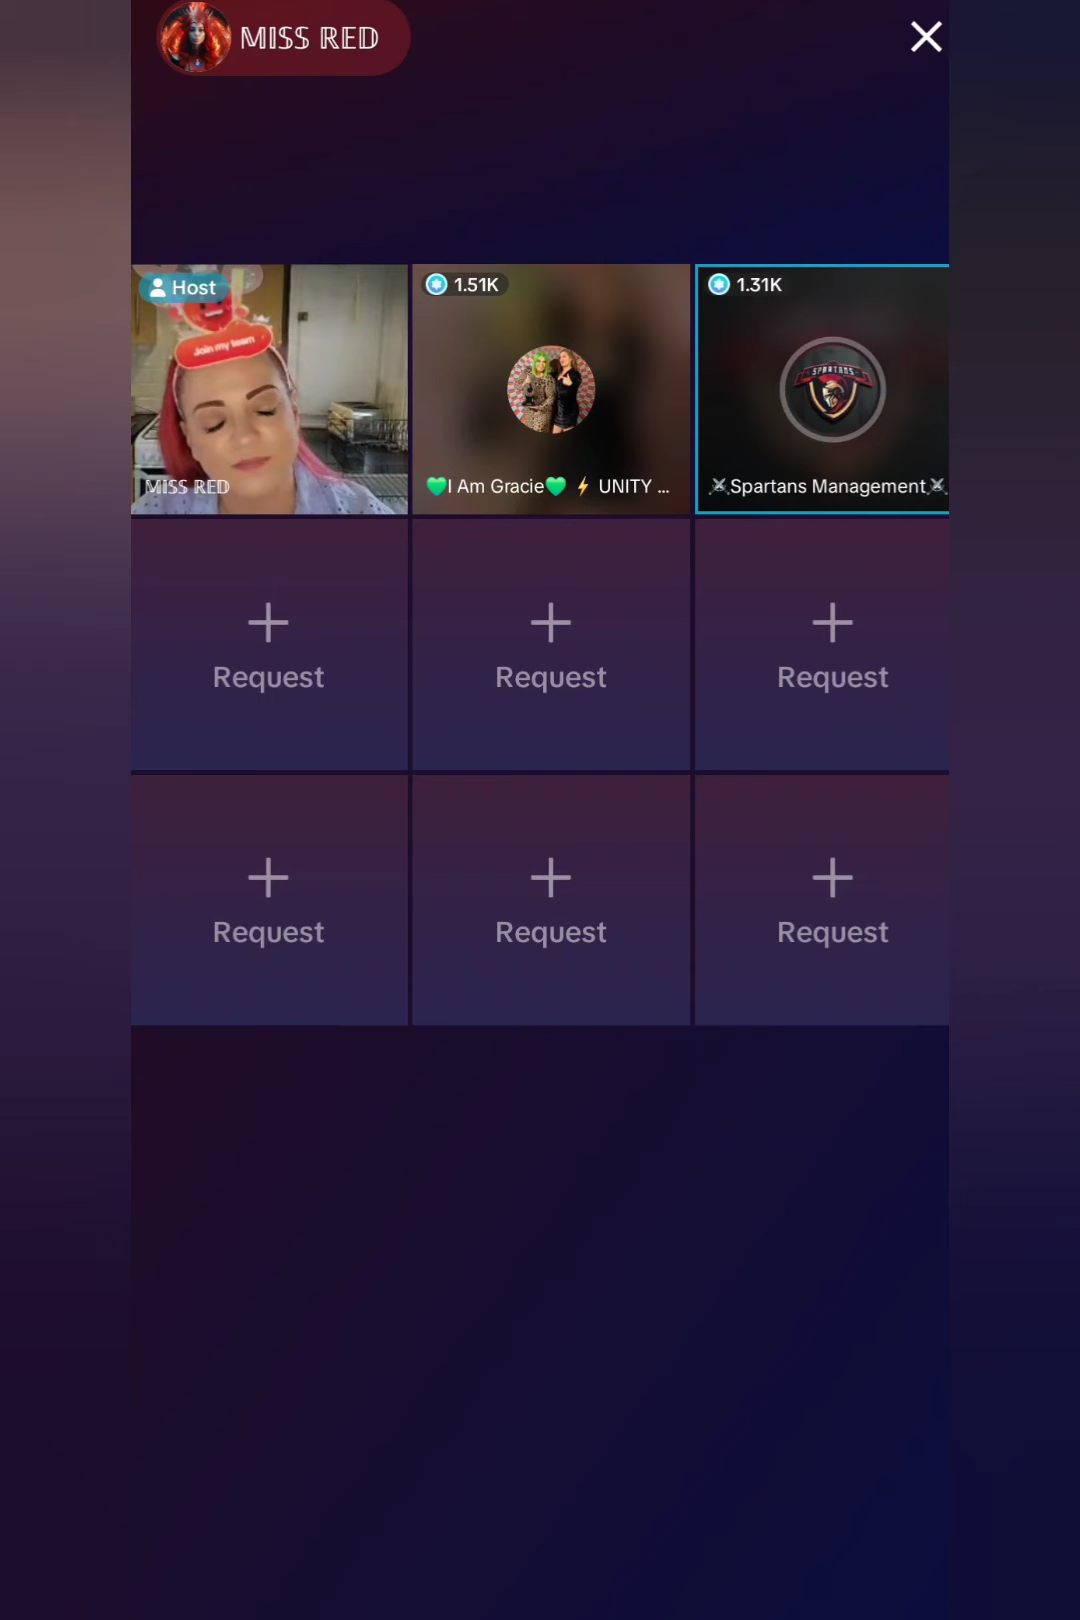 MISS RED
Host
Join my team
MISS RED
1.51K
💚I Am Gracie💚 ⚡ UNITY ...
1.31K
SPARTANS
⚔️Spartans Management⚔️
Request
Request
Request
Request
Request
Request